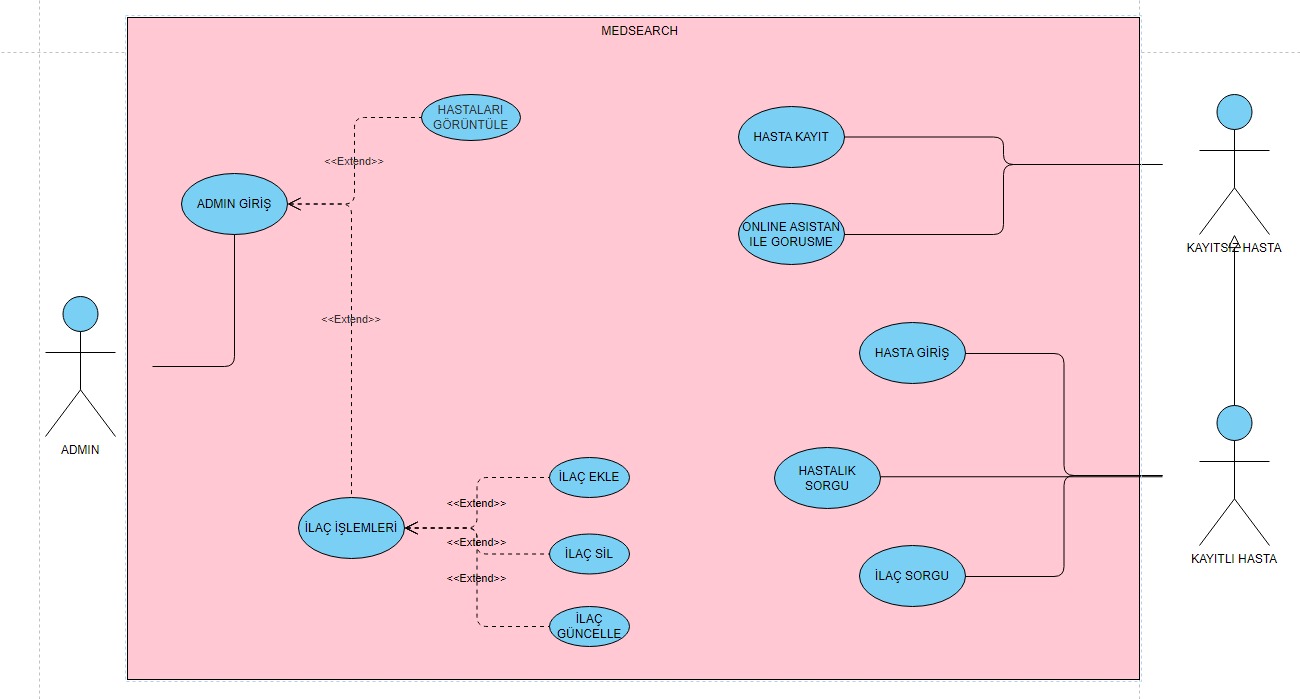 MEDSEARCH
HASTALARI
GÖRÜNTÜLE
<<Extend>>
ADMIN GİRİŞ
<<Extend>>
ADMIN
İLAÇ İŞLEMLERİ
İLAÇ EKLE
<<Extend>>
<<Extend>>
İLAÇ SİL
<<Extend>>
İLAÇ
GÜNCELLE
HASTA KAYIT
ONLINE ASISTAN
ILE GORUSME
HASTA GİRİŞ
HASTALIK
SORGU
İLAÇ SORGU
KAYITSIZ HASTA
KAYITLI HASTA